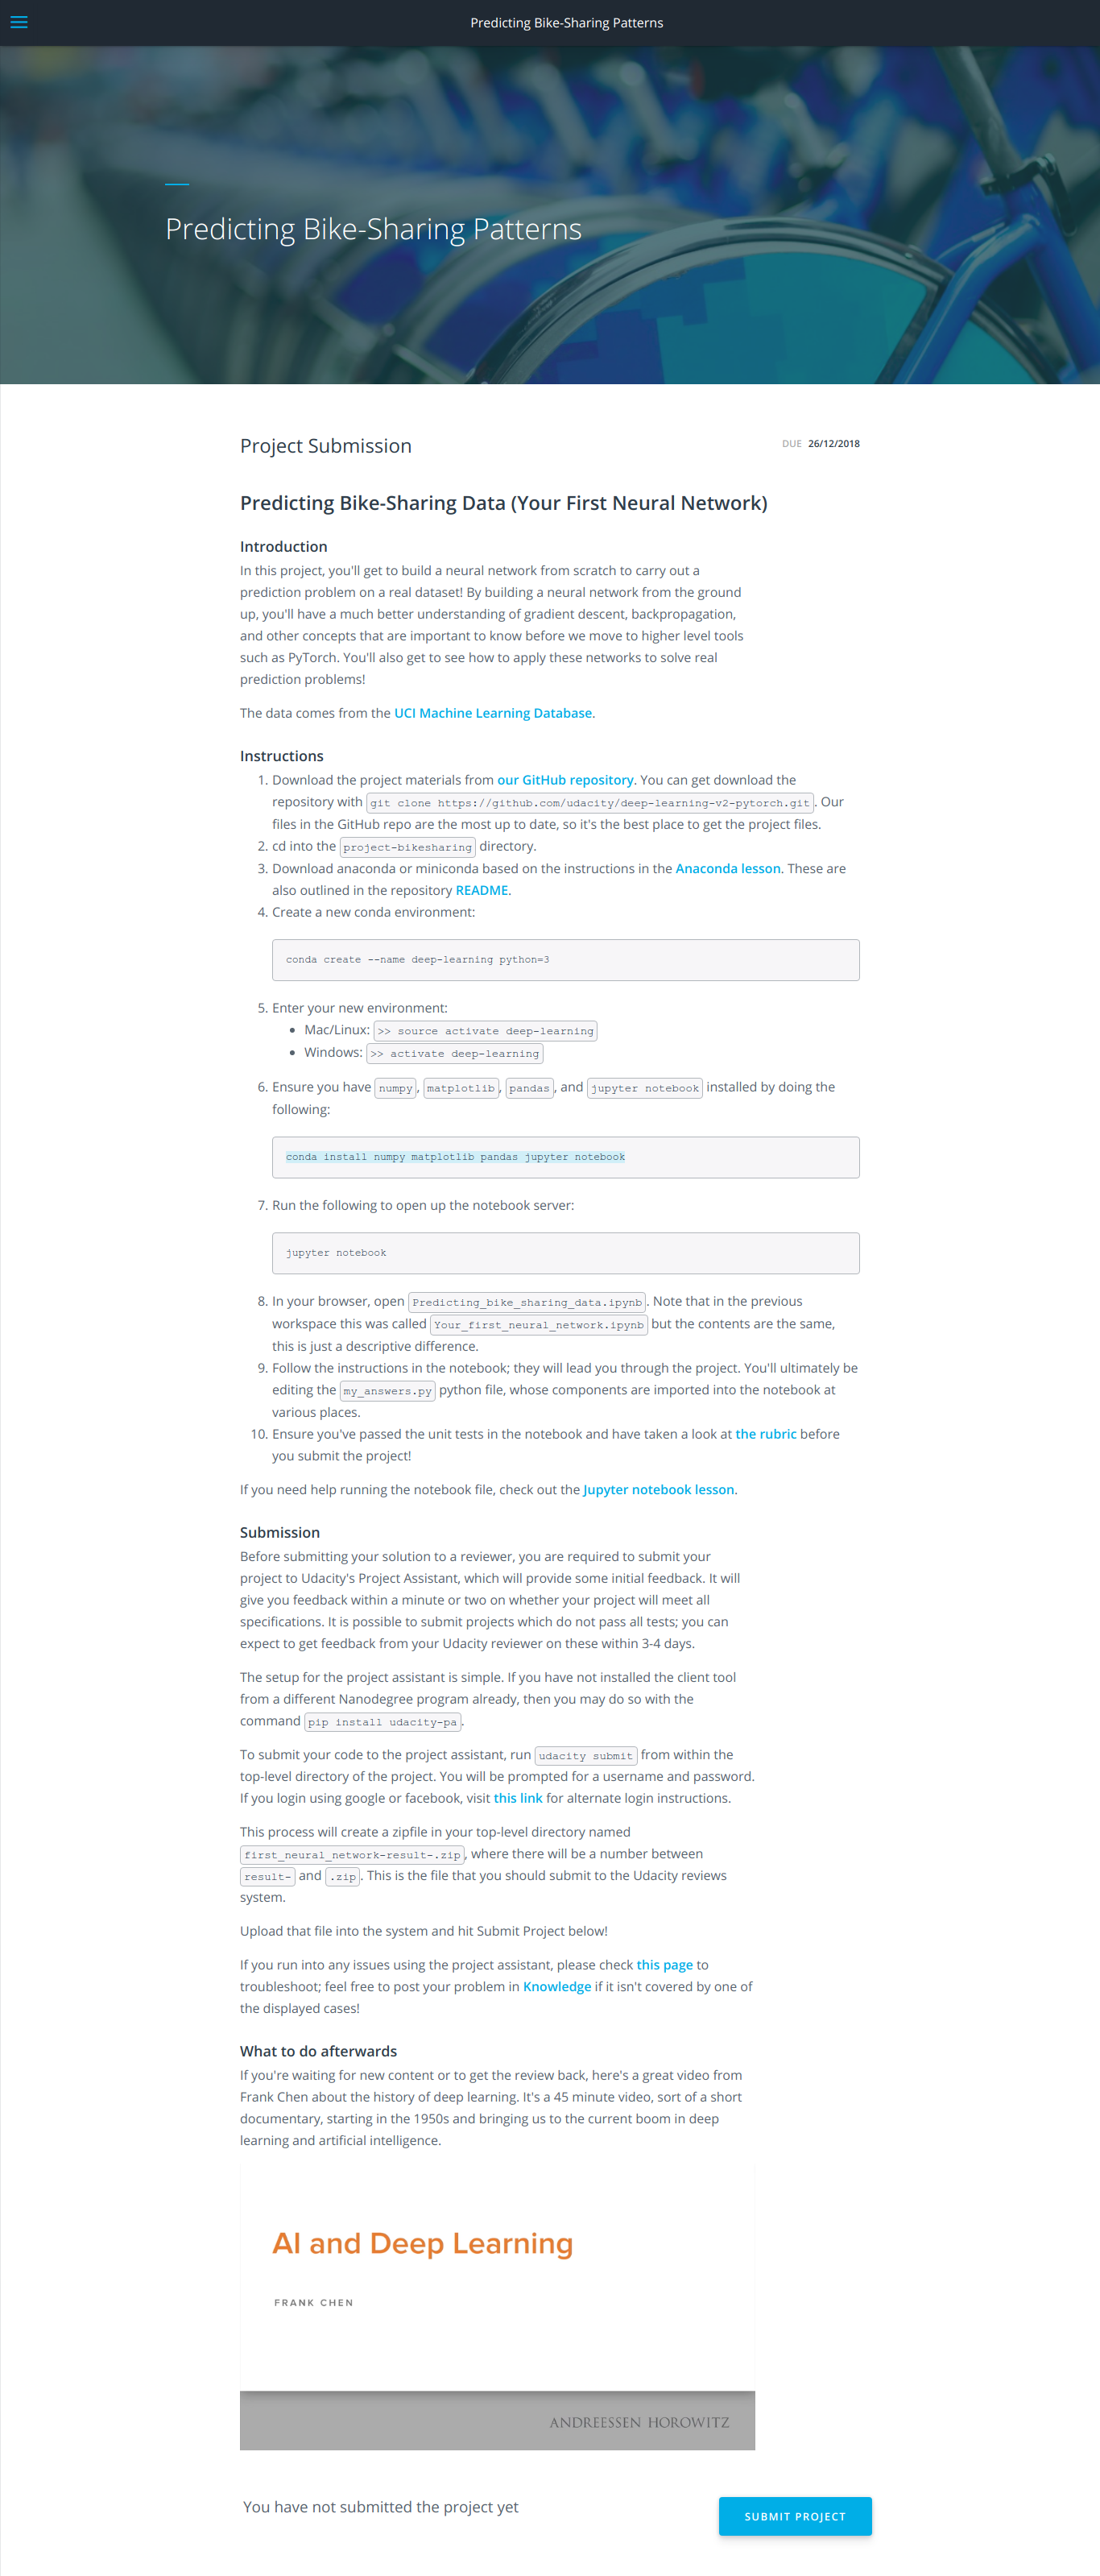 Predicting Bike-Sharing Patterns
Predicting Bike-Sharing Patterns
Project Submission
DUE 26/12/2018
Predicting Bike-Sharing Data (Your First Neural Network)
Introduction
In this project, you'll get to build a neural network from scratch to carry out a
prediction problem on a real dataset! By building a neural network from the ground
up, you'll have a much better understanding of gradient descent, backpropagation,
and other concepts that are important to know before we move to higher level tools
such as PyTorch. You'll also get to see how to apply these networks to solve real
prediction problems!
The data comes from the UCI Machine Learning Database.
Instructions
1. Download the project materials from our GitHub repository. You can get download the
repository with git clone https://github.com/udacity/deep-learning-v2-pytorch.git. Our
files in the GitHub repo are the most up to date, so it's the best place to get the project files.
2. cd into the project-bikesharing directory.
3. Download anaconda or miniconda based on the instructions in the Anaconda lesson. These are
also outlined in the repository README.
4. Create a new conda environment:
conda create --name deep-learning python=3
5. Enter your new environment:
• Mac/Linux: >> source activate deep-learning
• Windows: >> activate deep-learning
6. Ensure you have numpy, matplotlib, pandas, and jupyter notebook installed by doing the
following:
conda install numpy matplotlib pandas jupyter notebook
7. Run the following to open up the notebook server:
jupyter notebook
8. In your browser, open Predicting_bike_sharing_data.ipynb. Note that in the previous
workspace this was called Your_first_neural_network.ipynb but the contents are the same,
this is just a descriptive difference.
9. Follow the instructions in the notebook; they will lead you through the project. You'll ultimately be
editing the my_answers.py python file, whose components are imported into the notebook at
various places.
10. Ensure you've passed the unit tests in the notebook and have taken a look at the rubric before
you submit the project!
If you need help running the notebook file, check out the Jupyter notebook lesson.
Submission
Before submitting your solution to a reviewer, you are required to submit your
project to Udacity's Project Assistant, which will provide some initial feedback. It will
give you feedback within a minute or two on whether your project will meet all
specifications. It is possible to submit projects which do not pass all tests; you can
expect to get feedback from your Udacity reviewer on these within 3-4 days.
The setup for the project assistant is simple. If you have not installed the client tool
from a different Nanodegree program already, then you may do so with the
command pip install udacity-pa.
To submit your code to the project assistant, run udacity submit from within the
top-level directory of the project. You will be prompted for a username and password.
If you login using google or facebook, visit this link for alternate login instructions.
This process will create a zipfile in your top-level directory named
first_neural_network-result-.zip, where there will be a number between
result- and .zip. This is the file that you should submit to the Udacity reviews
system.
Upload that file into the system and hit Submit Project below!
If you run into any issues using the project assistant, please check this page to
troubleshoot; feel free to post your problem in Knowledge if it isn't covered by one of
the displayed cases!
What to do afterwards
If you're waiting for new content or to get the review back, here's a great video from
Frank Chen about the history of deep learning. It's a 45 minute video, sort of a short
documentary, starting in the 1950s and bringing us to the current boom in deep
learning and artificial intelligence.
AI and Deep Learning
FRANK CHEN
ANDREESSEN HOROWITZ
You have not submitted the project yet
SUBMIT PROJECT